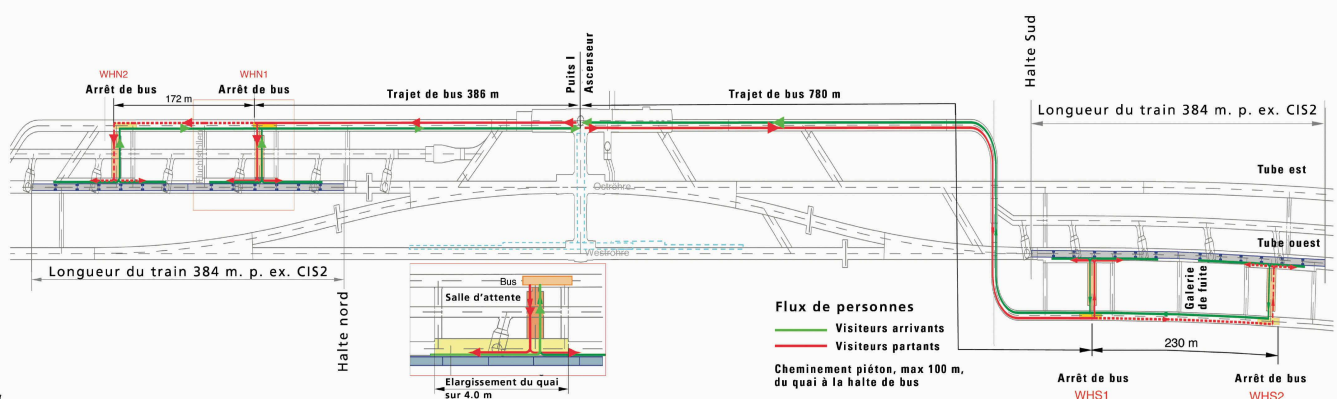 WHN2
Arrêt de bus
172 m
WHN1
Arrêt de bus
Trajet de bus 386 m
Puits I
Ascenseur
Trajet de bus 780 m
Halte Sud
Longueur du train 384 m. p. ex. CIS2
Tube est
Oströhre
Tube ouest
Weströhre
Longueur du train 384 m. p. ex. CIS2
Halte nord
Bus
Salle d'attente
Elargissement du quai
sur 4.0 m
Flux de personnes
Visiteurs arrivants
Visiteurs partants
Cheminement piéton, max 100 m,
du quai à la halte de bus
Galerie
de fuite
230 m
Arrêt de bus
WHS1
Arrêt de bus
WHS2